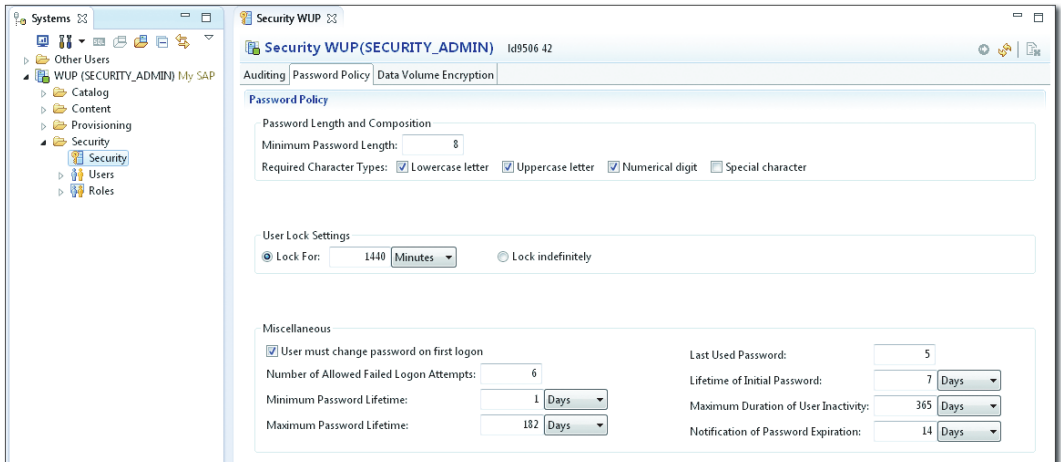 Systems
Other Users
WUP (SECURITY_ADMIN) My SAP
Catalog
Content
Provisioning
Security
Security
Users
Roles
Security WUP
Security WUP(SECURITY_ADMIN) ld9506 42
Auditing Password Policy Data Volume Encryption
Password Policy
Password Length and Composition
Minimum Password Length: 8
Required Character Types: Lowercase letter Uppercase letter Numerical digit Special character
User Lock Settings
Lock For: 1440 Minutes Lock indefinitely
Miscellaneous
User must change password on first logon
Number of Allowed Failed Logon Attempts: 6
Minimum Password Lifetime: 1 Days
Maximum Password Lifetime: 182 Days
Last Used Password: 5
Lifetime of Initial Password: 7 Days
Maximum Duration of User Inactivity: 365 Days
Notification of Password Expiration: 14 Days